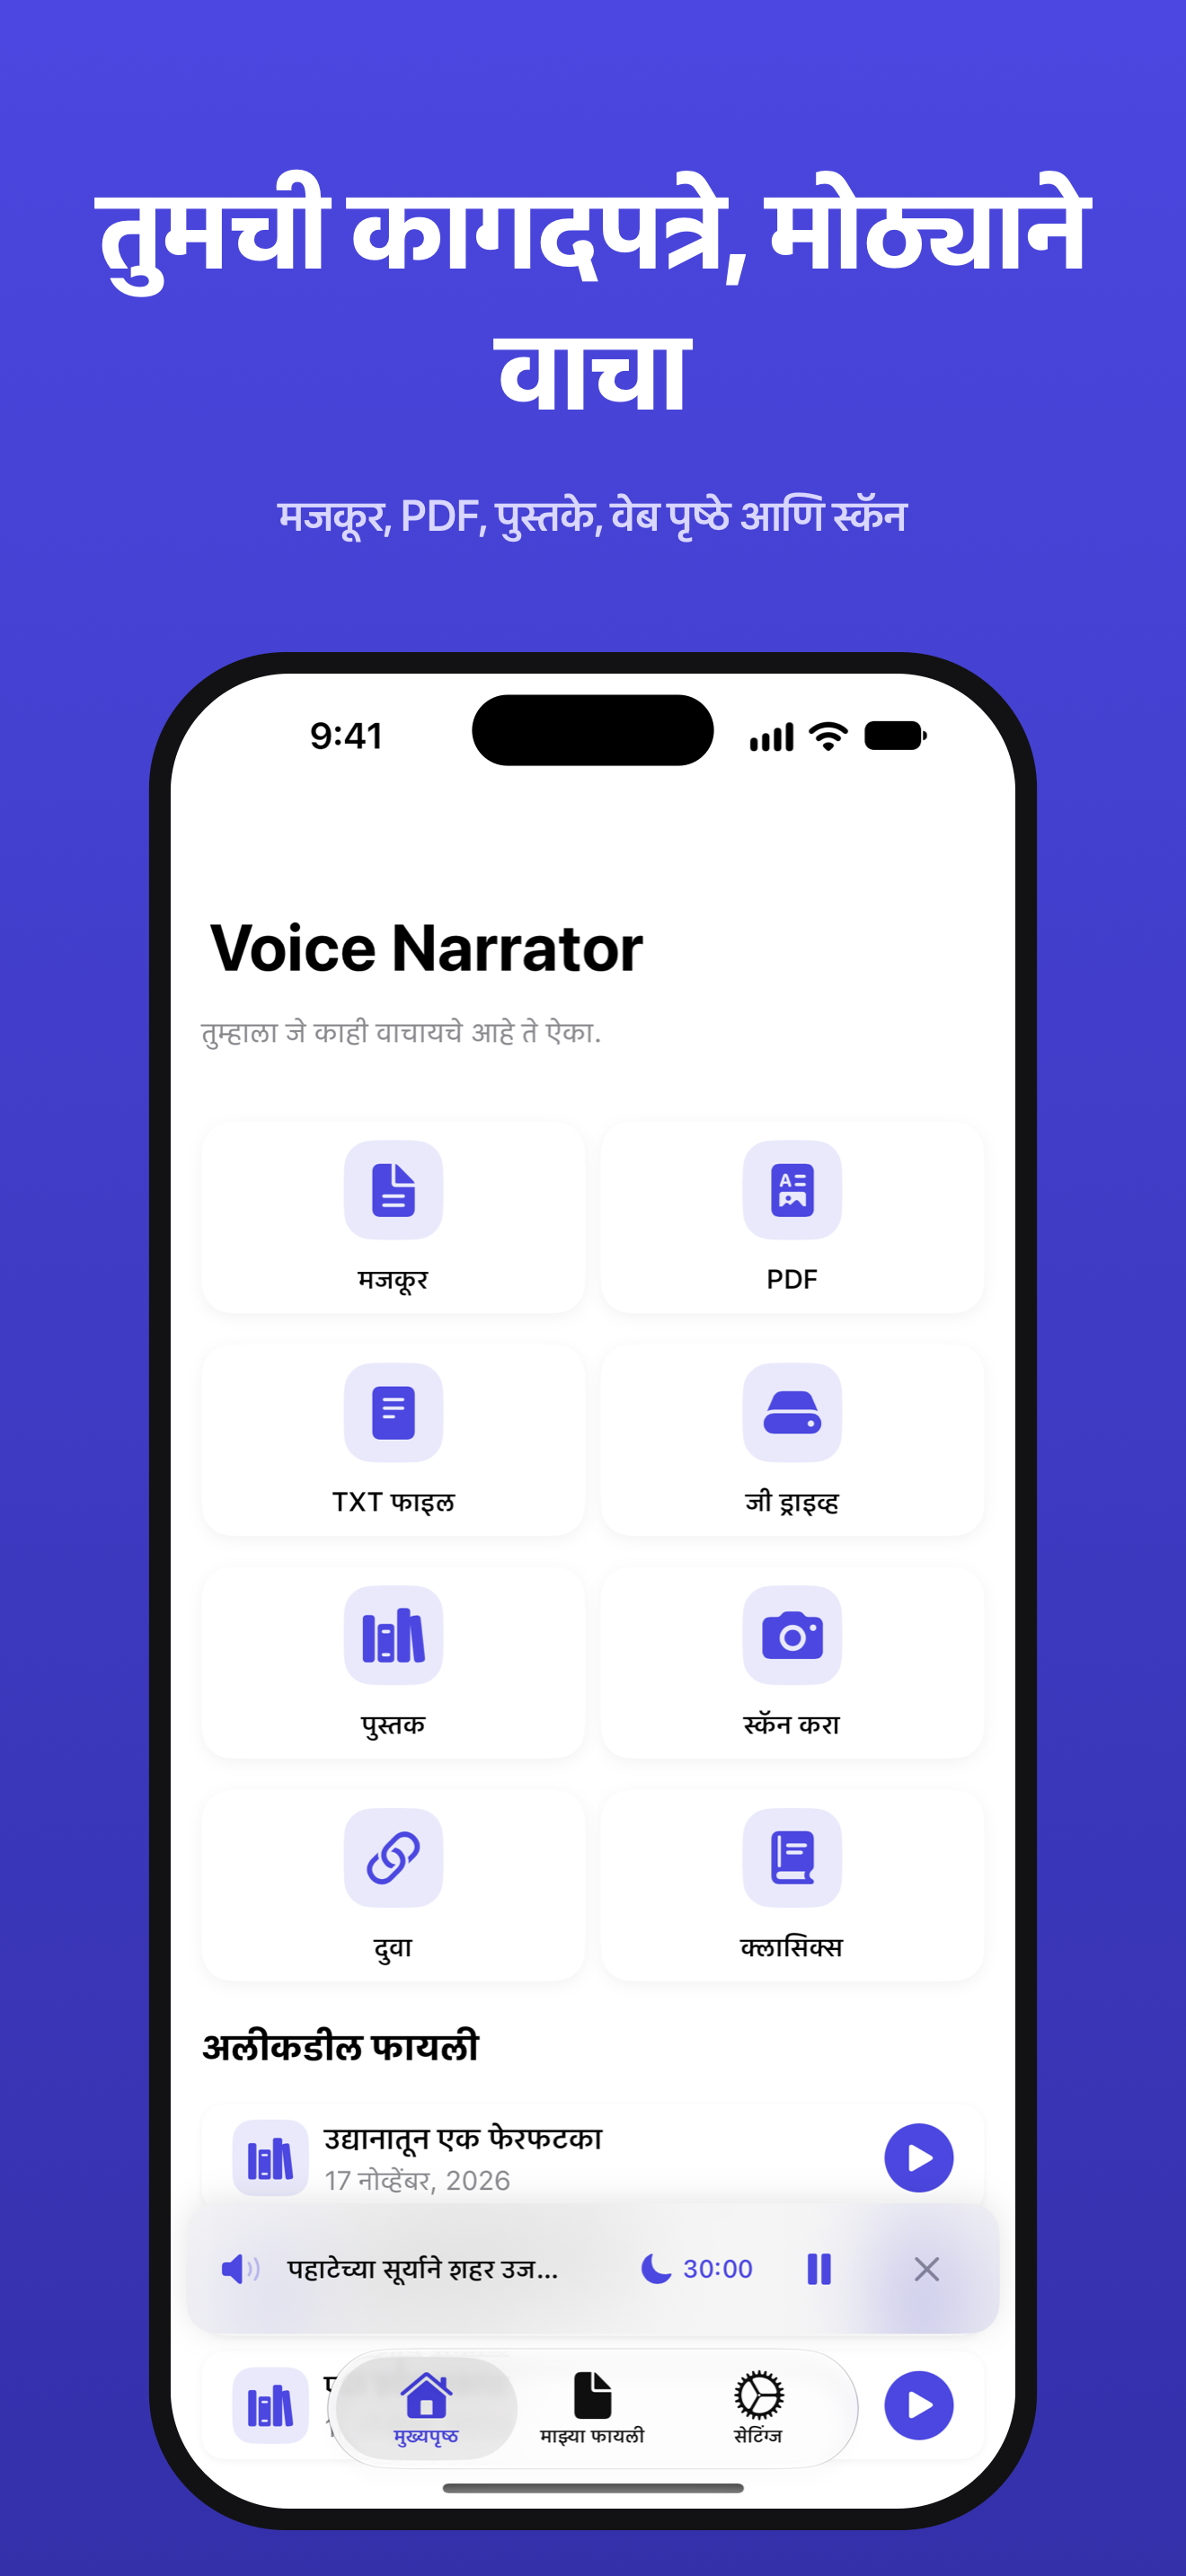 तुमची कागदपत्रे, मोठ्याने
वाचा
मजकूर, PDF, पुस्तके, वेब पृष्ठे आणि स्कॅन
9:41
Voice Narrator
तुम्हाला जे काही वाचायचे आहे ते ऐका.
मजकूर
PDF
TXT फाइल
जी ड्राइव्ह
पुस्तक
स्कॅन करा
दुवा
क्लासिक्स
अलीकडील फायली
उद्यानातून एक फेरफटका
17 नोव्हेंबर, 2026
पहाटेच्या सूर्याने शहर उज...
30:00
मुख्यपृष्ठ
माझ्या फायली
सेटिंग्ज